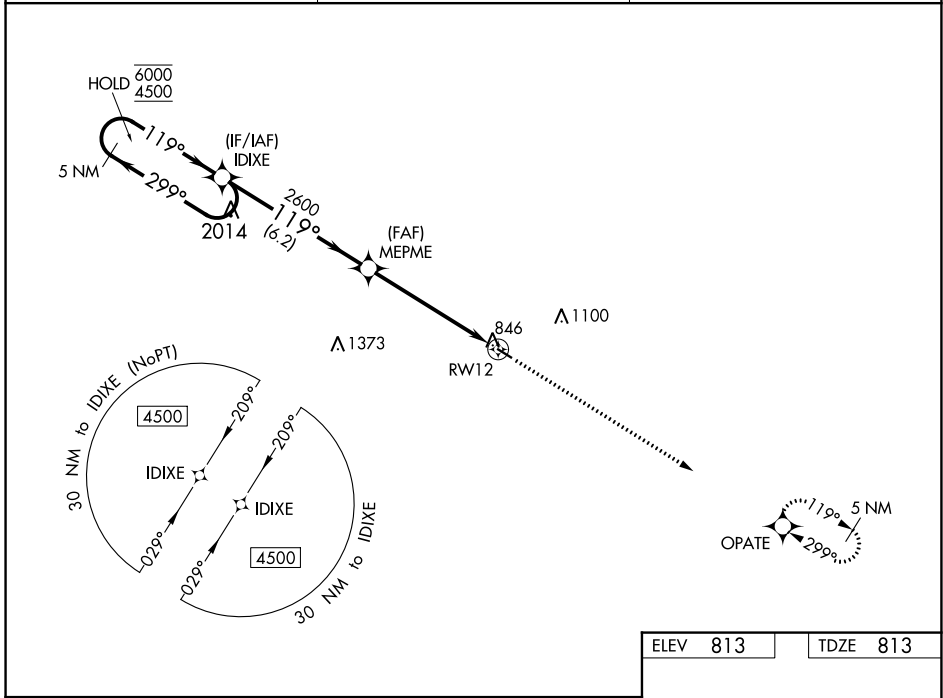 HOLD 6000
4500
119°
(IF/IAF)
IDIXE
5 NM
299°
2014
2600
119°
(6.2)
(FAF)
MEPME
1100
846
1373
RW12
30 NM to IDIXE (NoPT)
4500
209°
209°
IDIXE
IDIXE
029°
029°
4500
30 NM to IDIXE
119°
5 NM
OPATE
299°
ELEV 813
TDZE 813